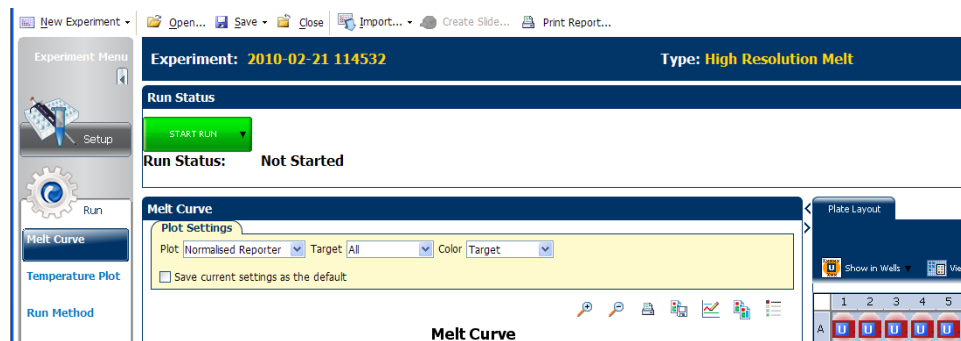 New Experiment Open... Save Close Import... Create Slide... Print Report...
Experiment Menu
Experiment: 2010-02-21 114532 Type: High Resolution Melt
Run Status
Setup
START RUN
Run Status: Not Started
Run
Melt Curve
Plot Layout
Plot Settings
Melt Curve
Plot Normalised Reporter Target All Color Target
Show in Wells
Temperature Plot
Save current settings as the default
Run Method
1 2 3 4 5
Melt Curve
A U U U U U